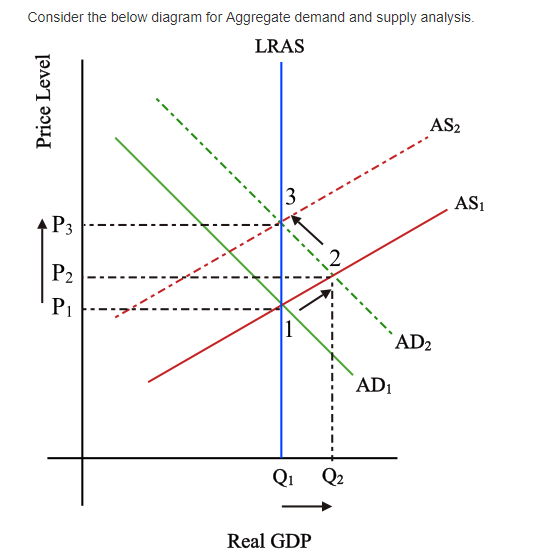 Consider the below diagram for Aggregate demand and supply analysis.
LRAS
Price Level
AS₂
3
AS₁
P₃
2
P₂
P₁
1
AD₂
AD₁
Q₁ Q₂
Real GDP